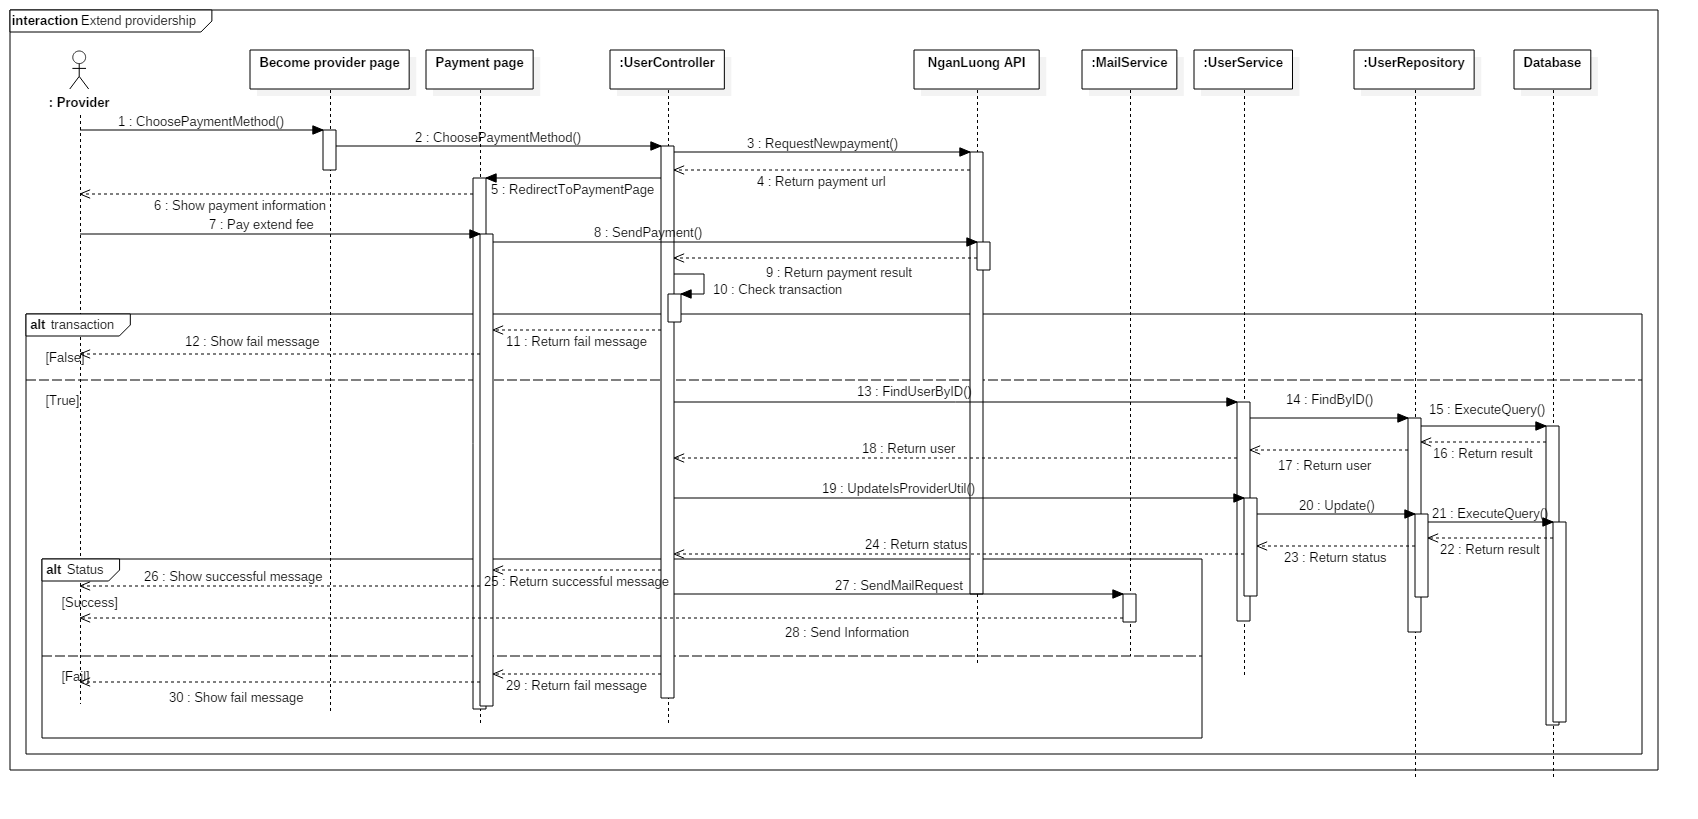 interaction Extend providership
: Provider
Become provider page
Payment page
:UserController
NganLuong API
:MailService
:UserService
:UserRepository
Database
1 : ChoosePaymentMethod()
2 : ChoosePaymentMethod()
3 : RequestNewpayment()
4 : Return payment url
5 : RedirectToPaymentPage
6 : Show payment information
7 : Pay extend fee
8 : SendPayment()
9 : Return payment result
10 : Check transaction
alt transaction
11 : Return fail message
12 : Show fail message
[False]
[True]
13 : FindUserByID()
14 : FindByID()
15 : ExecuteQuery()
16 : Return result
17 : Return user
18 : Return user
19 : UpdateIsProviderUtil()
20 : Update()
21 : ExecuteQuery()
22 : Return result
23 : Return status
24 : Return status
alt Status
25 : Return successful message
26 : Show successful message
[Success]
27 : SendMailRequest
28 : Send Information
[Fail]
29 : Return fail message
30 : Show fail message